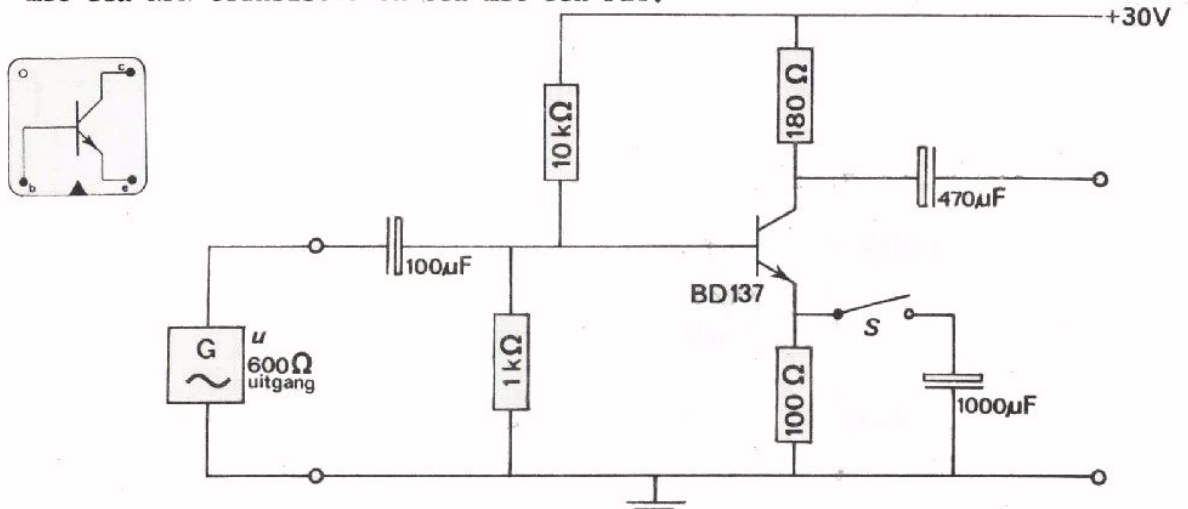 +30V
c
b
e
10 kΩ
180 Ω
470µF
100µF
BD137
G
u
600Ω
uitgang
1 kΩ
S
100 Ω
1000µF